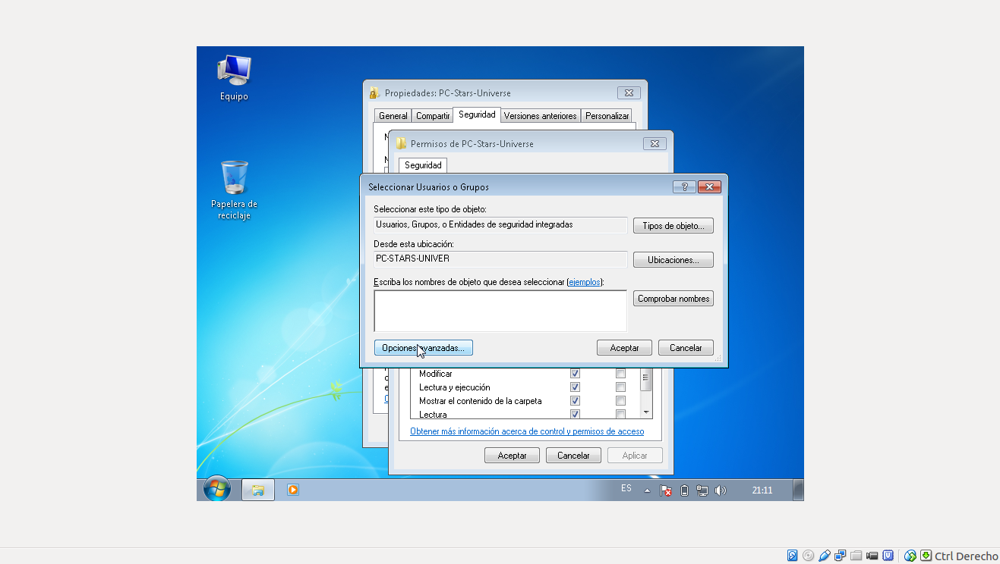 Equipo
Papelera de
reciclaje
Propiedades: PC-Stars-Universe
General
Compartir
Seguridad
Versiones anteriores
Personalizar
Permisos de PC-Stars-Universe
Seguridad
Seleccionar Usuarios o Grupos
?
Seleccionar este tipo de objeto:
Usuarios, Grupos, o Entidades de seguridad integradas
Tipos de objeto...
Desde esta ubicación:
PC-STARS-UNIVER
Ubicaciones...
Escriba los nombres de objeto que desea seleccionar (ejemplos):
Comprobar nombres
Opciones avanzadas...
Aceptar
Cancelar
Modificar
Lectura y ejecución
Mostrar el contenido de la carpeta
Lectura
Obtener más información acerca de control y permisos de acceso
Aceptar
Cancelar
Aplicar
ES
21:11
Ctrl Derecho